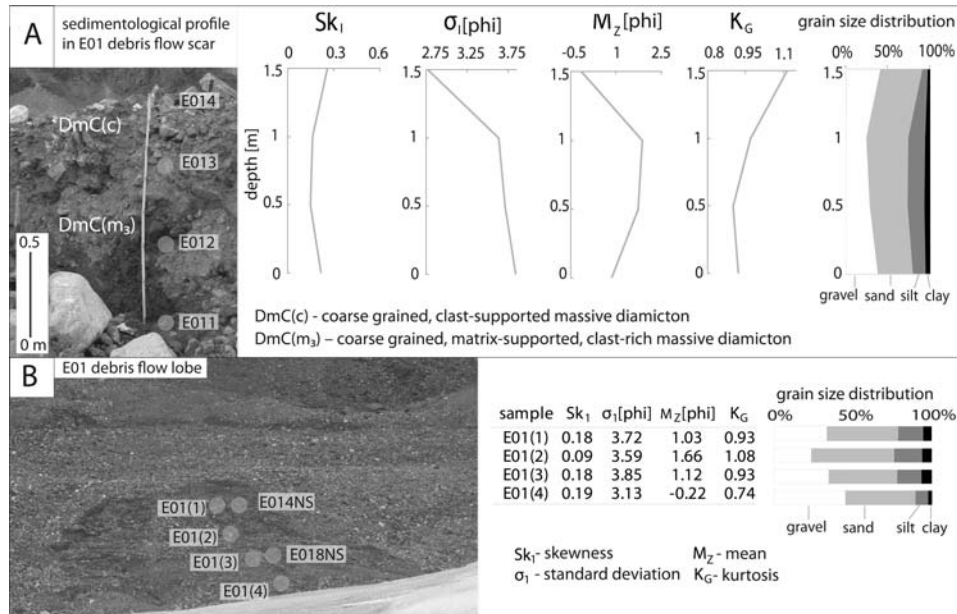 A
sedimentological profile
in E01 debris flow scar
DmC(c)
DmC(m₃)
E014
E013
E012
E011
0.5
0 m
Sk₁
0 0.3 0.6
1.5
1
0.5
0
depth [m]
σ₁[phi]
2.75 3.25 3.75
1.5
1
0.5
0
Mz[phi]
-0.5 1 2.5
1.5
1
0.5
0
K_G
0.8 0.95 1.1
1.5
1
0.5
0
grain size distribution
0% 50% 100%
1.5
1
0.5
0
gravel sand silt clay
DmC(c) - coarse grained, clast-supported massive diamicton
DmC(m₃) – coarse grained, matrix-supported, clast-rich massive diamicton
B
E01 debris flow lobe
E01(1)
E014NS
E01(2)
E01(3)
E018NS
E01(4)
sample Sk₁ σ₁[phi] Mz[phi] K_G
E01(1) 0.18 3.72 1.03 0.93
E01(2) 0.09 3.59 1.66 1.08
E01(3) 0.18 3.85 1.12 0.93
E01(4) 0.19 3.13 -0.22 0.74
grain size distribution
0% 50% 100%
gravel sand silt clay
Sk₁- skewness Mz- mean
σ₁ - standard deviation K_G- kurtosis